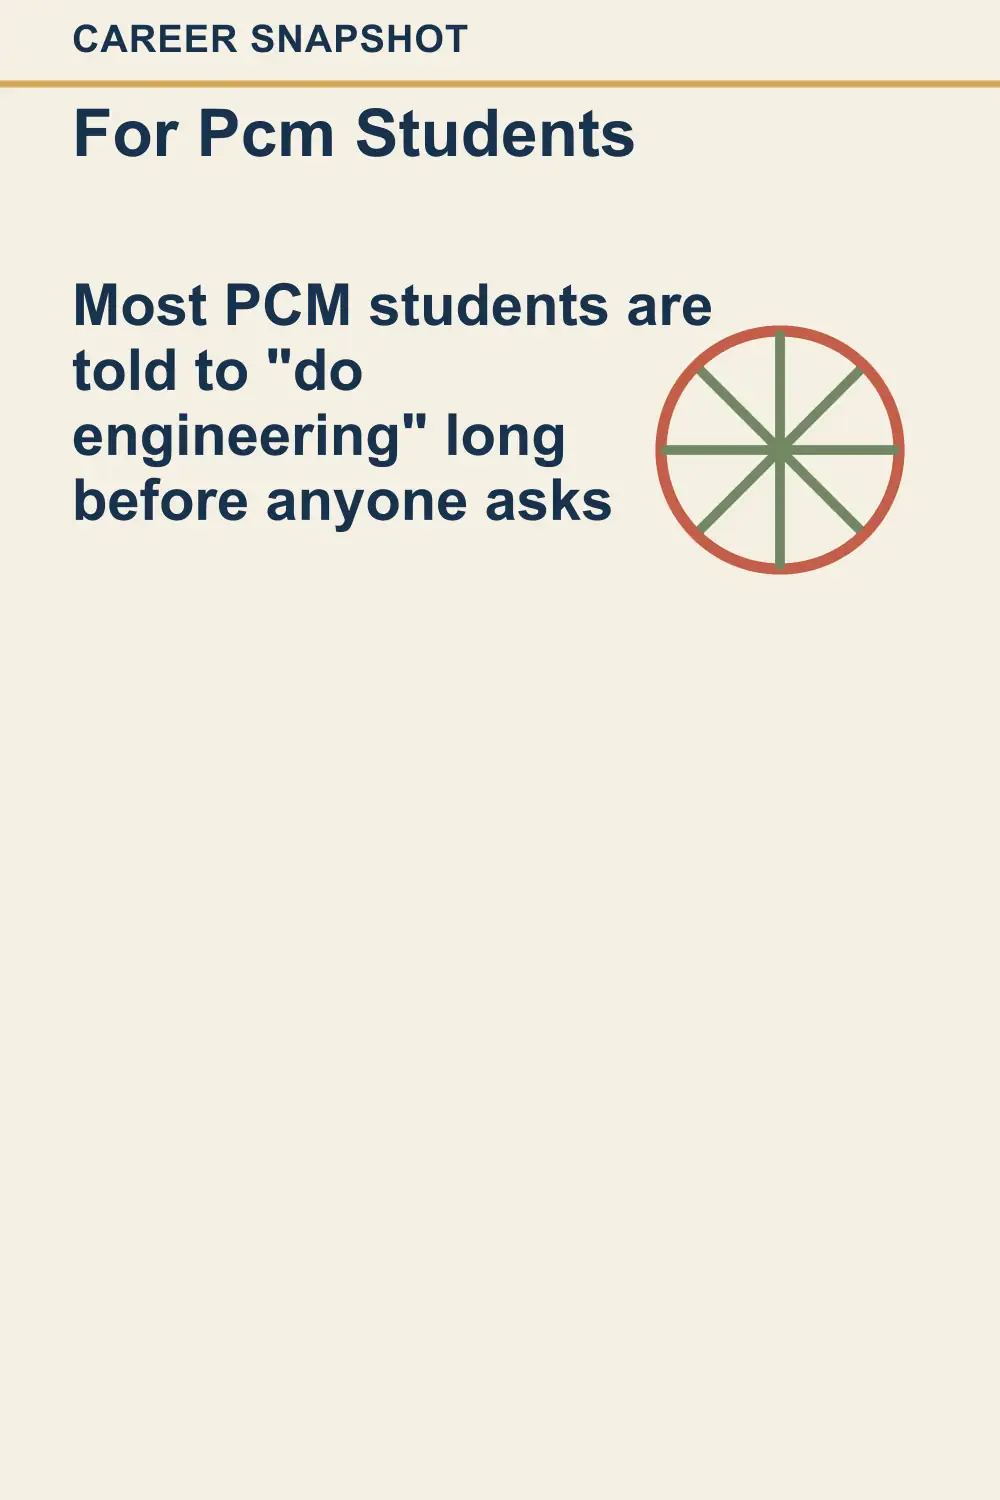 CAREER SNAPSHOT
For Pcm Students
Most PCM students are
told to "do
engineering" long
before anyone asks